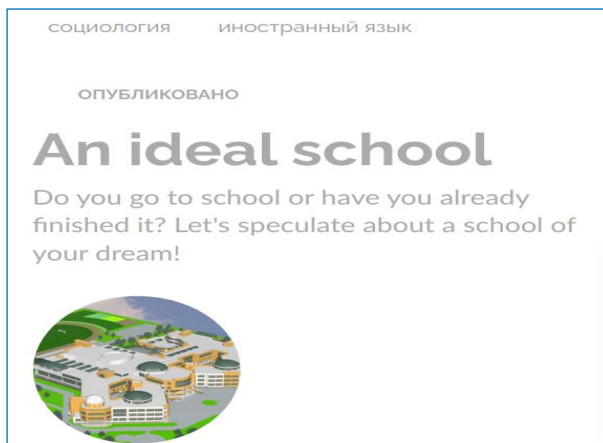 социология иностранный язык
ОПУБЛИКОВАНО
An ideal school
Do you go to school or have you already
finished it? Let's speculate about a school of
your dream!